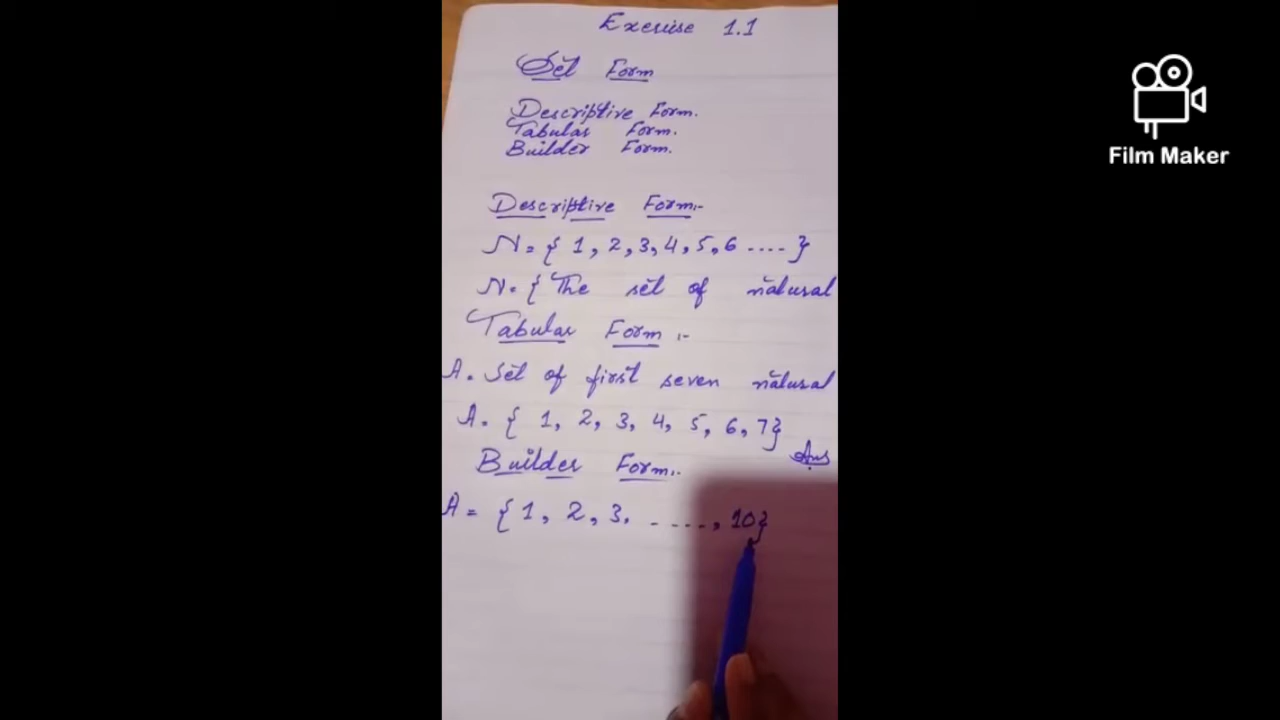 Exercise 1.1
Set Form
Descriptive Form.
Tabular Form.
Builder Form.
Descriptive Form:-
N = { 1, 2, 3, 4, 5, 6 .... }
N = { The set of natural
Tabular Form :-
A = Set of first seven natural
A = { 1, 2, 3, 4, 5, 6, 7}
Ans
Builder Form:-
A = { 1, 2, 3. ....., 10}
Film Maker